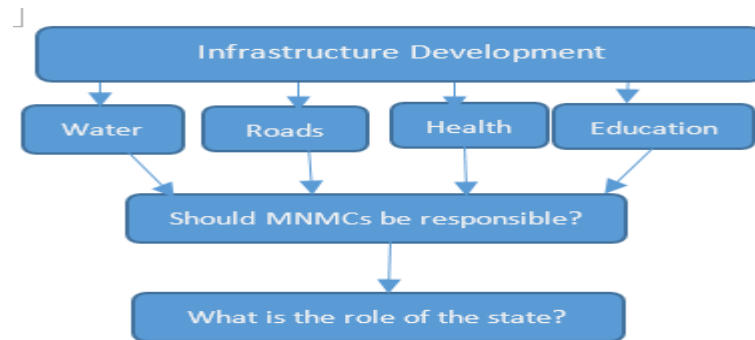 Infrastructure Development
Water
Roads
Health
Education
Should MNMCs be responsible?
What is the role of the state?